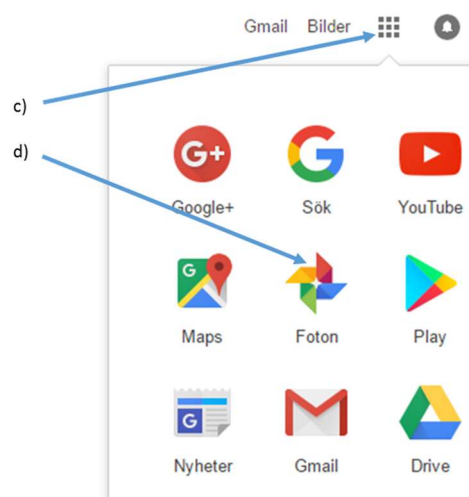 Gmail Bilder
c)
d)
G+
Google+ Sök YouTube
G
Maps Foton Play
G
Nyheter Gmail Drive